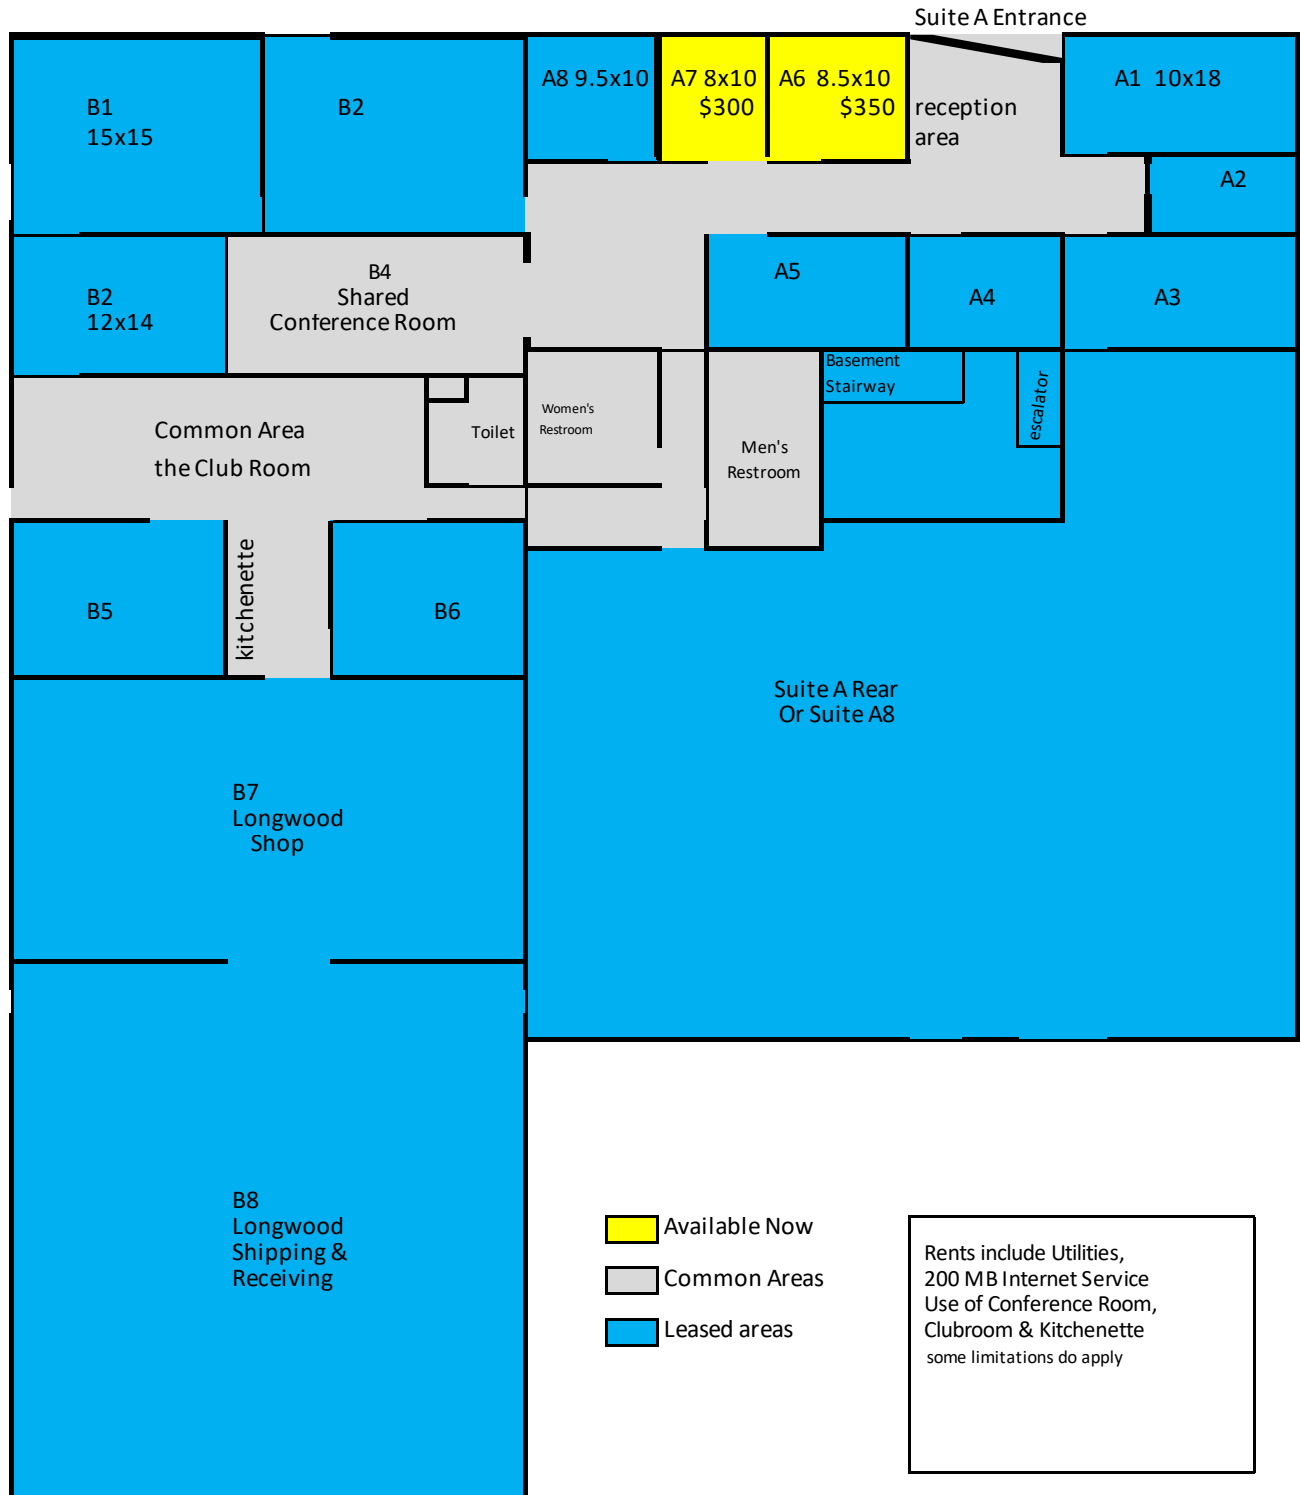 Suite A Entrance
B1
15x15
B2
A8 9.5x10
A7 8x10
$300
A6 8.5x10
$350
reception
area
A1 10x18
A2
B2
12x14
B4
Shared
Conference Room
A5
A4
A3
Basement
Stairway
escalator
Common Area
the Club Room
Toilet
Women's
Restroom
Men's
Restroom
B5
kitchenette
B6
Suite A Rear
Or Suite A8
B7
Longwood
Shop
B8
Longwood
Shipping &
Receiving
Available Now
Common Areas
Leased areas
Rents include Utilities,
200 MB Internet Service
Use of Conference Room,
Clubroom & Kitchenette
some limitations do apply